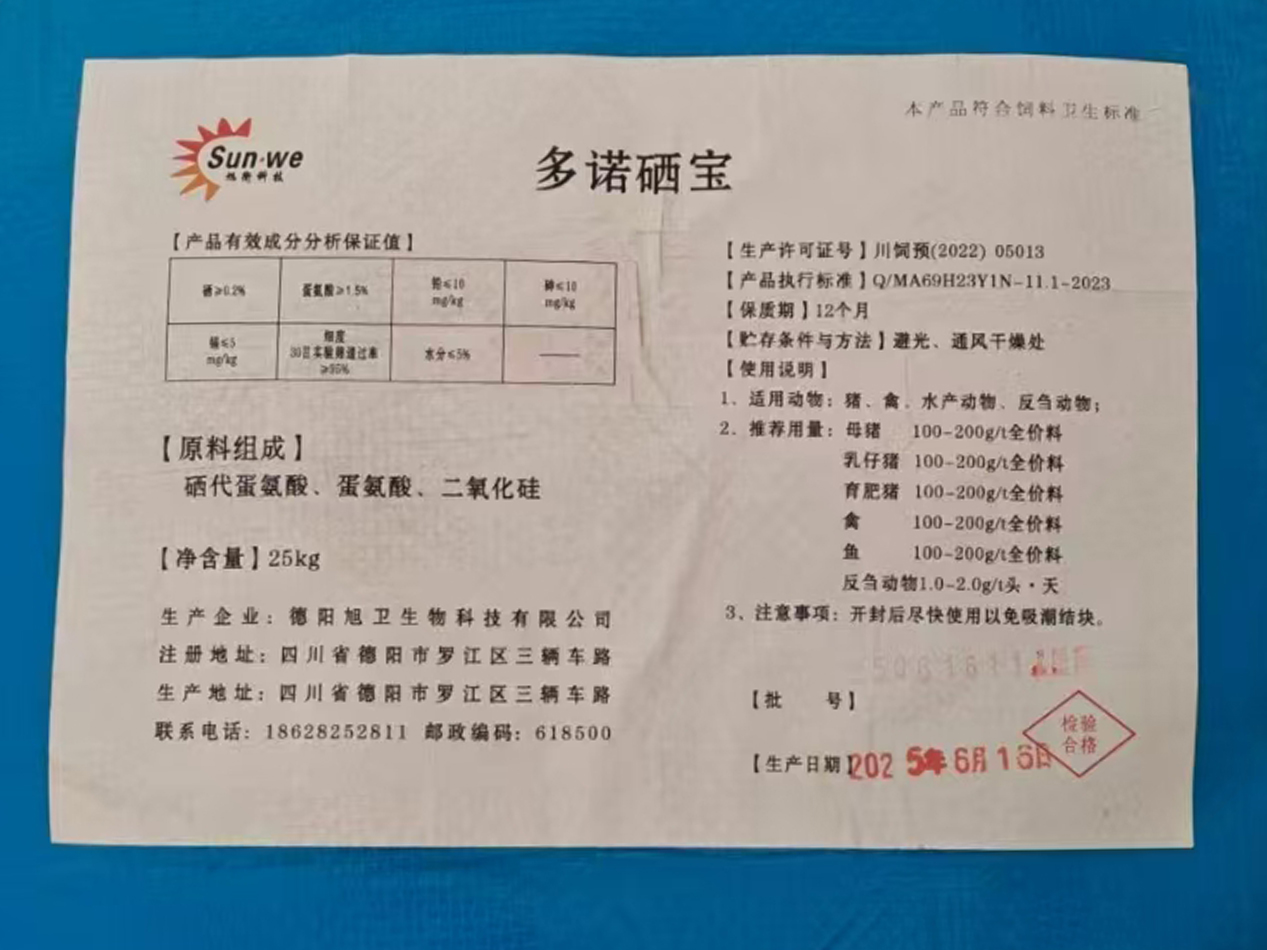 本产品符合饲料卫生标准
Sun·we
旭卫科技
多诺硒宝
【产品有效成分分析保证值】
硒≥0.2%
蛋氨酸≥1.5%
铅≤10
mg/kg
砷≤10
mg/kg
镉≤5
mg/kg
细度
30目实验筛通过率
≥95%
水分≤5%
——
【原料组成】
硒代蛋氨酸、蛋氨酸、二氧化硅
【净含量】25kg
生产企业：德阳旭卫生物科技有限公司
注册地址：四川省德阳市罗江区三辆车路
生产地址：四川省德阳市罗江区三辆车路
联系电话：18628252811 邮政编码：618500
【生产许可证号】川饲预(2022) 05013
【产品执行标准】Q/MA69H23Y1N-11.1-2023
【保质期】12个月
【贮存条件与方法】避光、通风干燥处
【使用说明】
1、适用动物：猪、禽、水产动物、反刍动物；
2、推荐用量：母猪 100-200g/t全价料
乳仔猪 100-200g/t全价料
育肥猪 100-200g/t全价料
禽 100-200g/t全价料
鱼 100-200g/t全价料
反刍动物1.0-2.0g/t头·天
3、注意事项：开封后尽快使用以免吸潮结块。
【批 号】
【生产日期】2025年6月16日
检验
合格